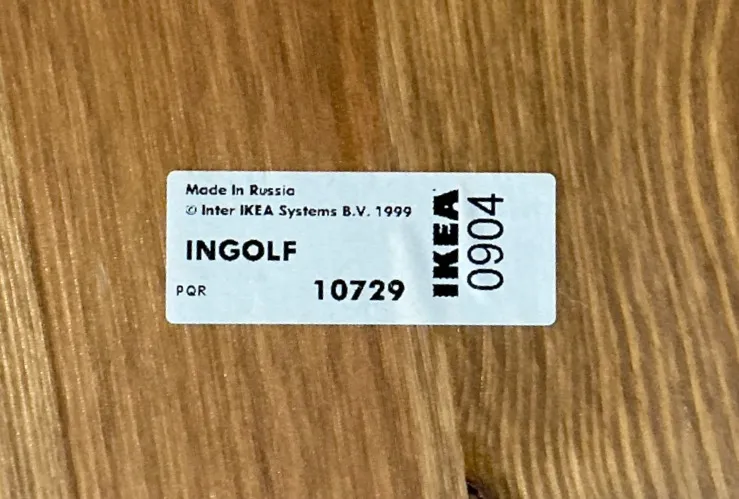 Made In Russia
© Inter IKEA Systems B.V. 1999
INGOLF
PQR 10729
IKEA
0904